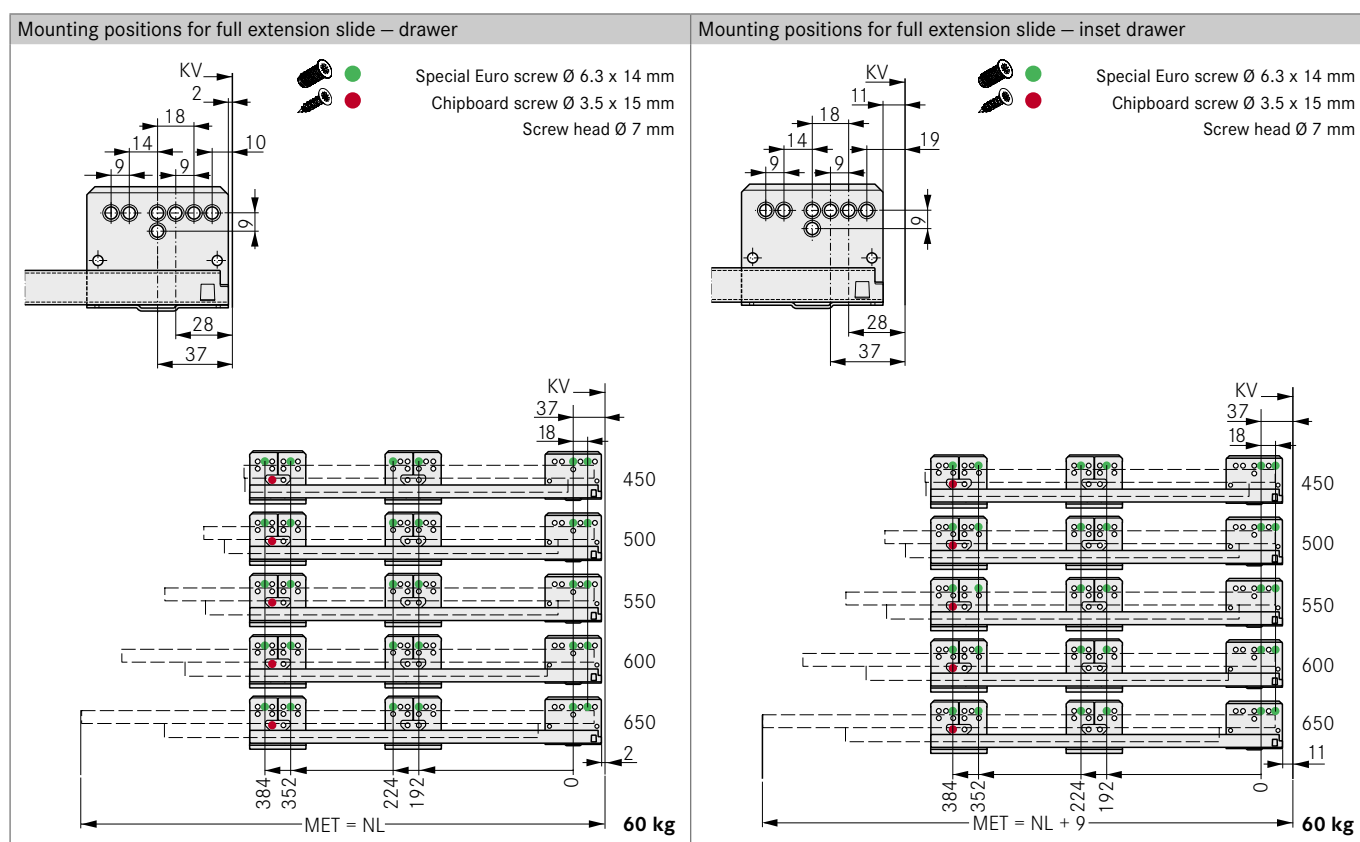 Mounting positions for full extension slide – drawer
KV
2
18
14
10
9
9
9
28
37
Special Euro screw Ø 6.3 x 14 mm
Chipboard screw Ø 3.5 x 15 mm
Screw head Ø 7 mm
KV
37
18
450
500
550
600
650
2
384
352
224
192
0
MET = NL
60 kg
Mounting positions for full extension slide – inset drawer
KV
11
18
14
19
9
9
9
28
37
Special Euro screw Ø 6.3 x 14 mm
Chipboard screw Ø 3.5 x 15 mm
Screw head Ø 7 mm
KV
37
18
450
500
550
600
650
11
384
352
224
192
0
MET = NL + 9
60 kg